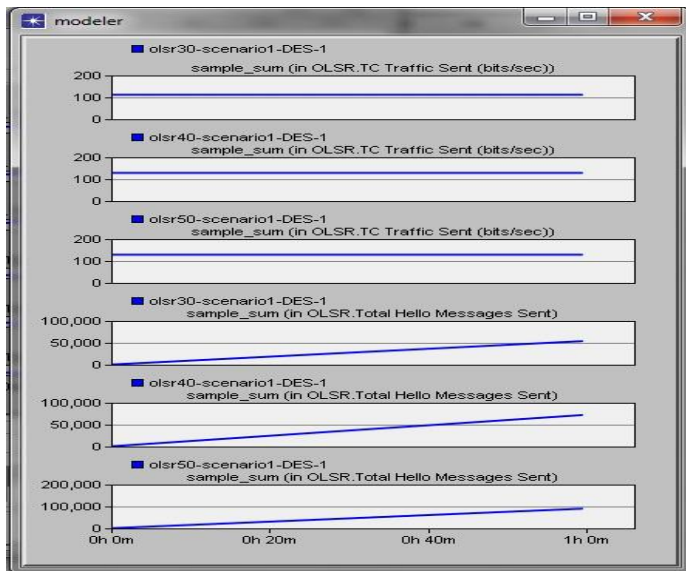 modeler
olsr30-scenario1-DES-1
sample_sum (in OLSR.TC Traffic Sent (bits/sec))
200
100
0
olsr40-scenario1-DES-1
sample_sum (in OLSR.TC Traffic Sent (bits/sec))
200
100
0
olsr50-scenario1-DES-1
sample_sum (in OLSR.TC Traffic Sent (bits/sec))
200
100
0
olsr30-scenario1-DES-1
sample_sum (in OLSR.Total Hello Messages Sent)
100,000
50,000
0
olsr40-scenario1-DES-1
sample_sum (in OLSR.Total Hello Messages Sent)
100,000
50,000
0
olsr50-scenario1-DES-1
sample_sum (in OLSR.Total Hello Messages Sent)
200,000
100,000
0
0h 0m 0h 20m 0h 40m 1h 0m